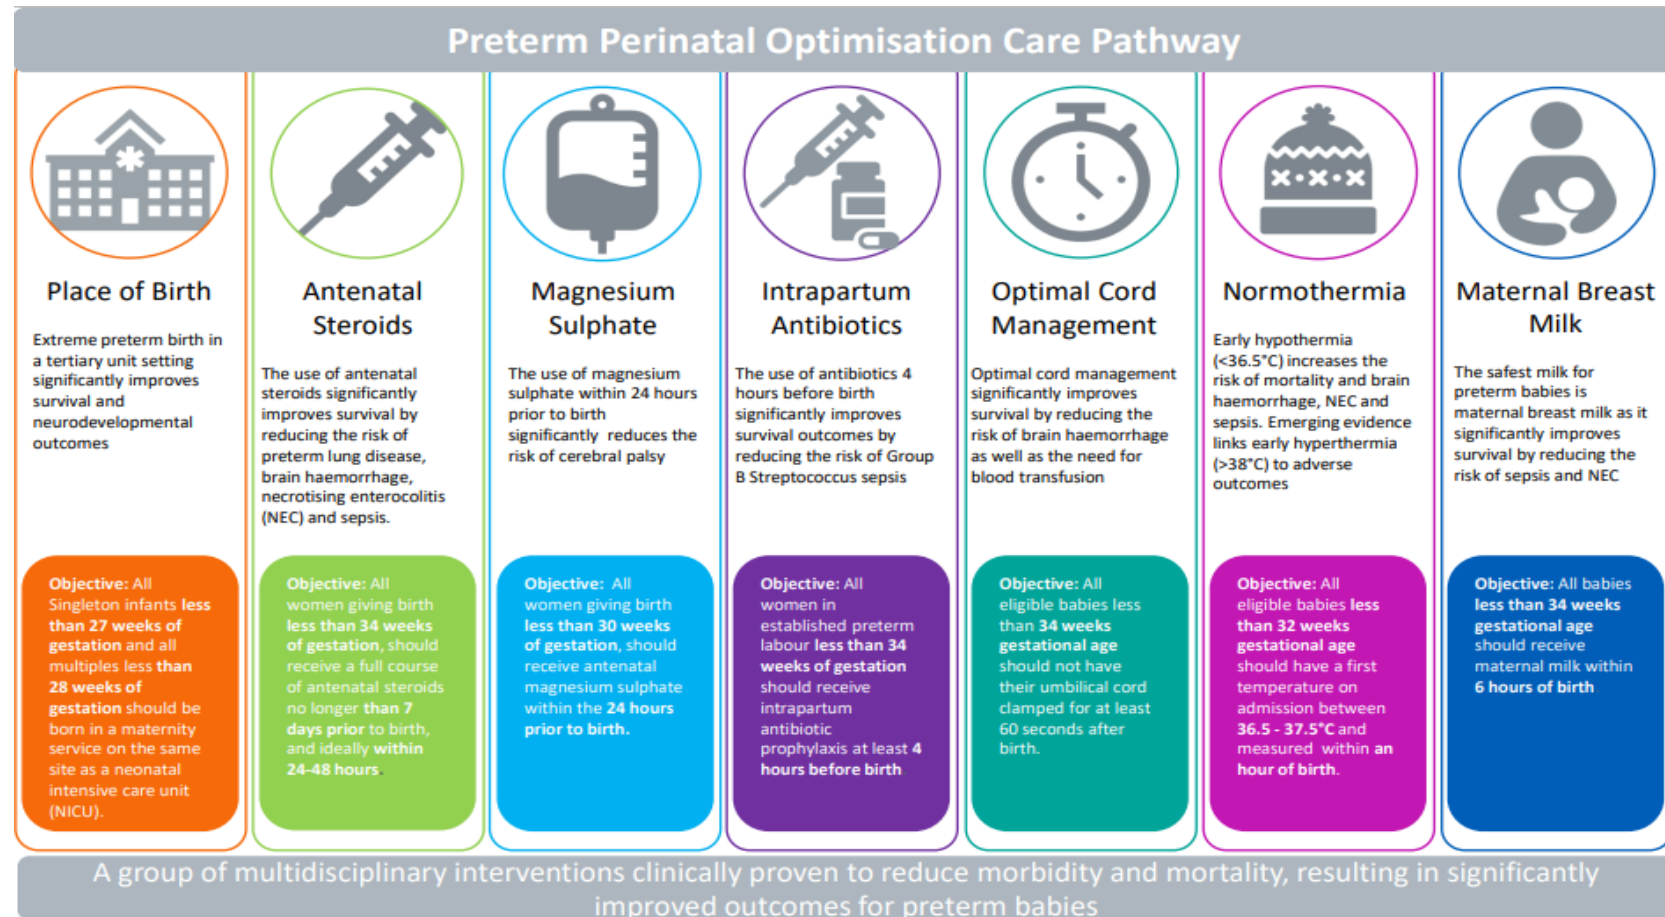 Preterm Perinatal Optimisation Care Pathway
Place of Birth
Extreme preterm birth in
a tertiary unit setting
significantly improves
survival and
neurodevelopmental
outcomes
Objective: All
Singleton infants less
than 27 weeks of
gestation and all
multiples less than
28 weeks of
gestation should be
born in a maternity
service on the same
site as a neonatal
intensive care unit
(NICU).
Antenatal
Steroids
The use of antenatal
steroids significantly
improves survival by
reducing the risk of
preterm lung disease,
brain haemorrhage,
necrotising enterocolitis
(NEC) and sepsis.
Objective: All
women giving birth
less than 34 weeks
of gestation, should
receive a full course
of antenatal steroids
no longer than 7
days prior to birth,
and ideally within
24-48 hours.
Magnesium
Sulphate
The use of magnesium
sulphate within 24 hours
prior to birth
significantly reduces the
risk of cerebral palsy
Objective: All
women giving birth
less than 30 weeks
of gestation, should
receive antenatal
magnesium sulphate
within the 24 hours
prior to birth.
Intrapartum
Antibiotics
The use of antibiotics 4
hours before birth
significantly improves
survival outcomes by
reducing the risk of Group
B Streptococcus sepsis
Objective: All
women in
established preterm
labour less than 34
weeks of gestation
should receive
intrapartum
antibiotic
prophylaxis at least 4
hours before birth
Optimal Cord
Management
Optimal cord management
significantly improves
survival by reducing the
risk of brain haemorrhage
as well as the need for
blood transfusion
Objective: All
eligible babies less
than 34 weeks
gestational age
should not have
their umbilical cord
clamped for at least
60 seconds after
birth.
Normothermia
Early hypothermia
(<36.5°C) increases the
risk of mortality and brain
haemorrhage, NEC and
sepsis. Emerging evidence
links early hyperthermia
(>38°C) to adverse
outcomes
Objective: All
eligible babies less
than 32 weeks
gestational age
should have a first
temperature on
admission between
36.5 - 37.5°C and
measured within an
hour of birth.
Maternal Breast
Milk
The safest milk for
preterm babies is
maternal breast milk as it
significantly improves
survival by reducing the
risk of sepsis and NEC
Objective: All babies
less than 34 weeks
gestational age
should receive
maternal milk within
6 hours of birth
A group of multidisciplinary interventions clinically proven to reduce morbidity and mortality, resulting in significantly
improved outcomes for preterm babies